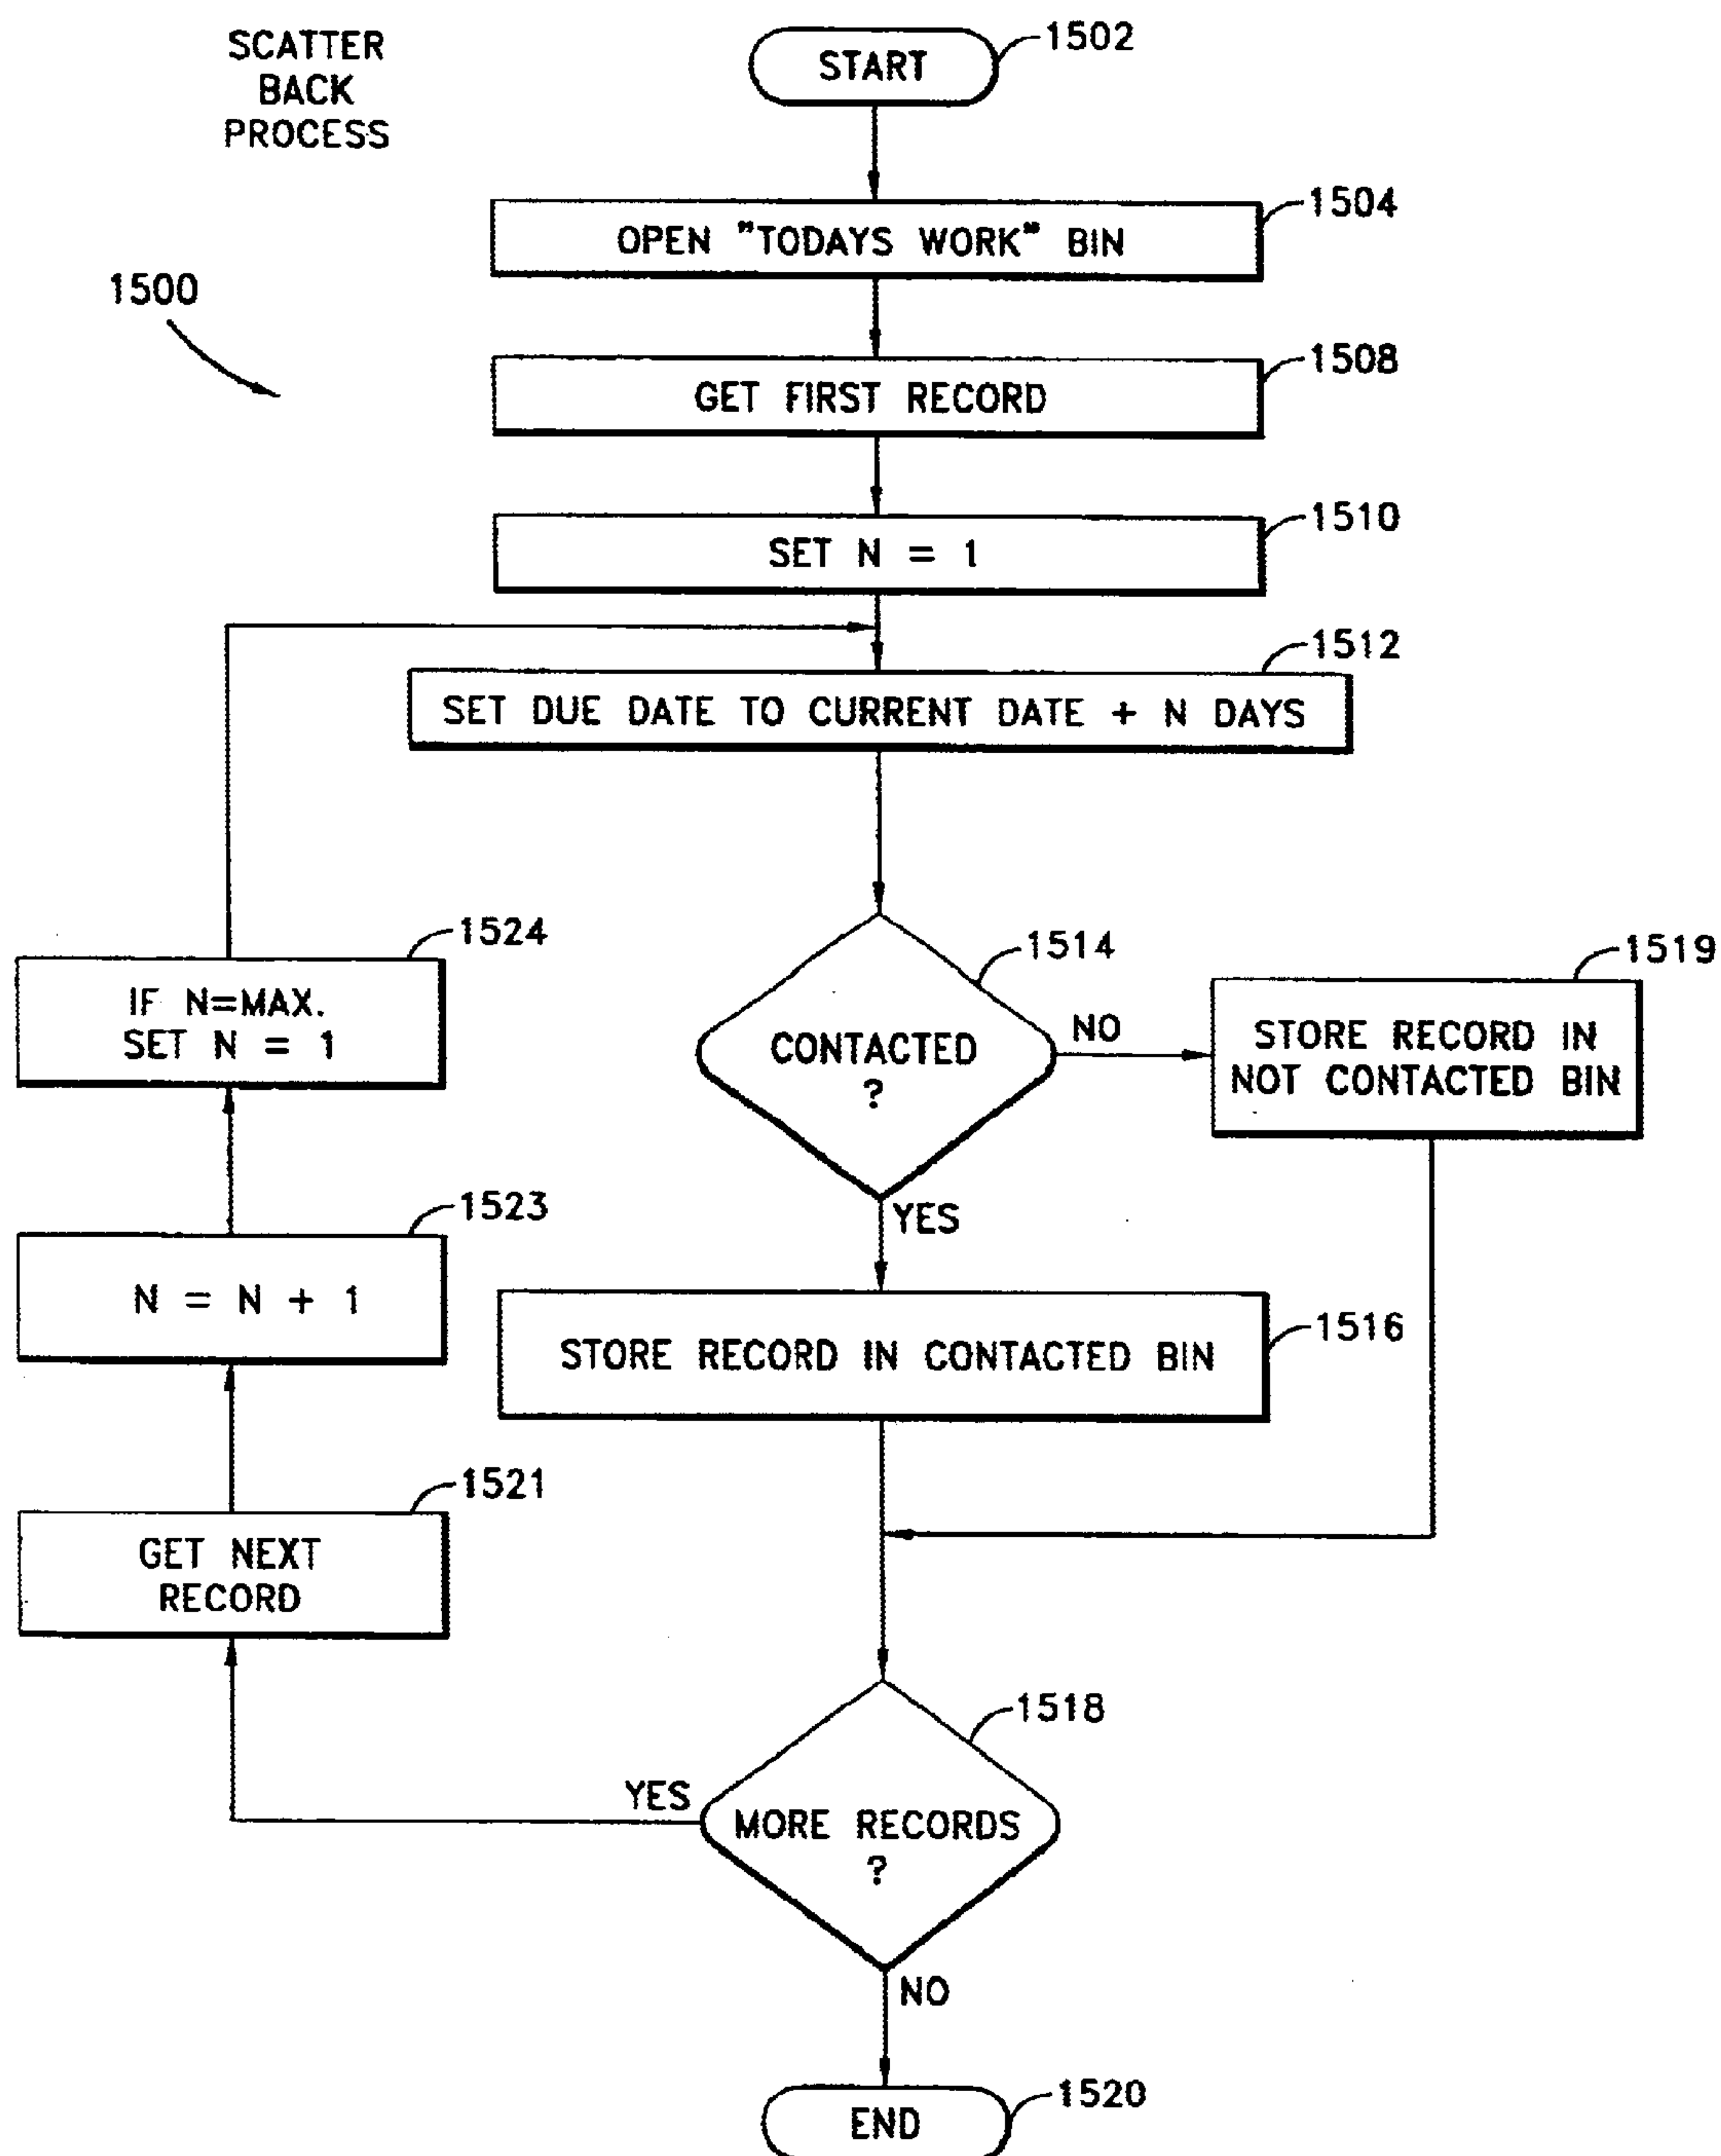 SCATTER
BACK
PROCESS
START
1502
OPEN "TODAYS WORK" BIN
1504
1500
GET FIRST RECORD
1508
SET N = 1
1510
SET DUE DATE TO CURRENT DATE + N DAYS
1512
CONTACTED
?
1514
NO
STORE RECORD IN
NOT CONTACTED BIN
1519
YES
STORE RECORD IN CONTACTED BIN
1516
MORE RECORDS
?
1518
YES
GET NEXT
RECORD
1521
N = N + 1
1523
IF N=MAX.
SET N = 1
1524
NO
END
1520